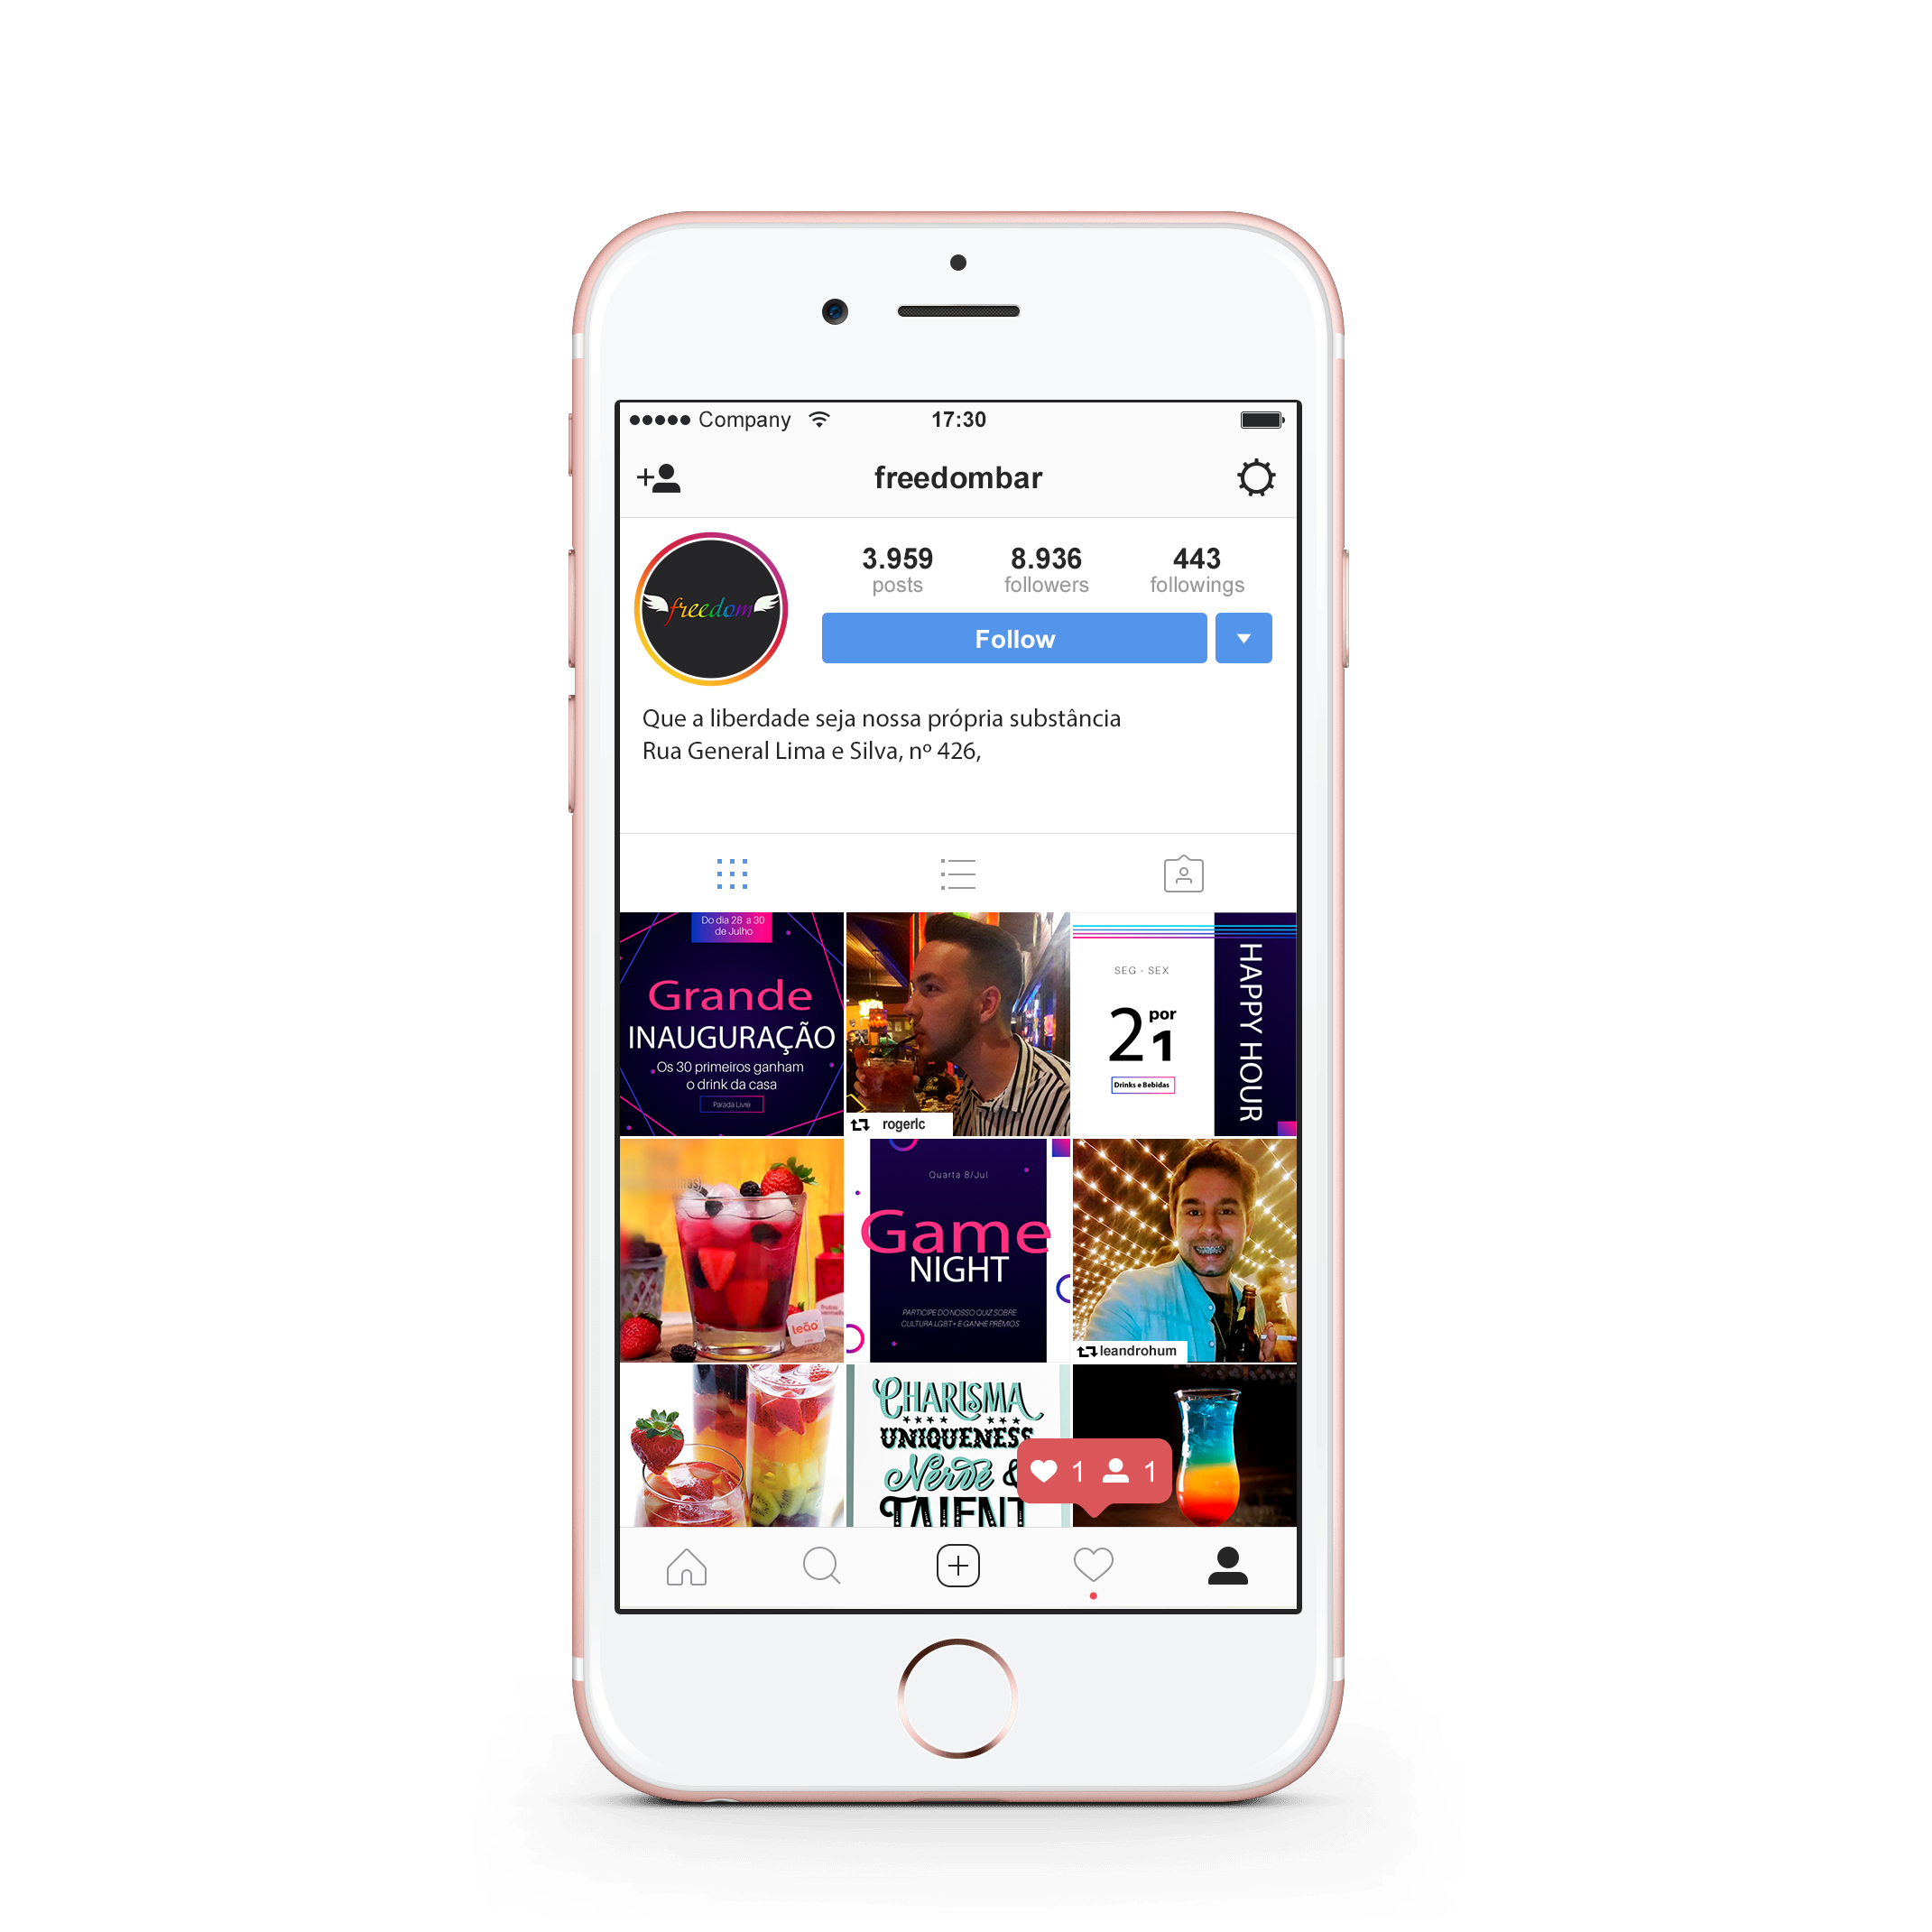 Company 17:30
freedombar
freedom
3.959 8.936 443
posts followers followings
Follow
Que a liberdade seja nossa própria substância
Rua General Lima e Silva, nº 426,
Do dia 28 a 30
de Julho
Grande
INAUGURAÇÃO
Os 30 primeiros ganham
o drink da casa
Parada Livre
rogerlc
SEG - SEX
2 por 1
Drinks e Bebidas
HAPPY HOUR
leão
Quarta 8/Jul
Game
NIGHT
PARTICIPE DO NOSSO QUIZ SOBRE
CULTURA LGBT+ E GANHE PRÊMIOS
leandrohum
CHARISMA
UNIQUENESS
Nerve &
TALENT
1 1